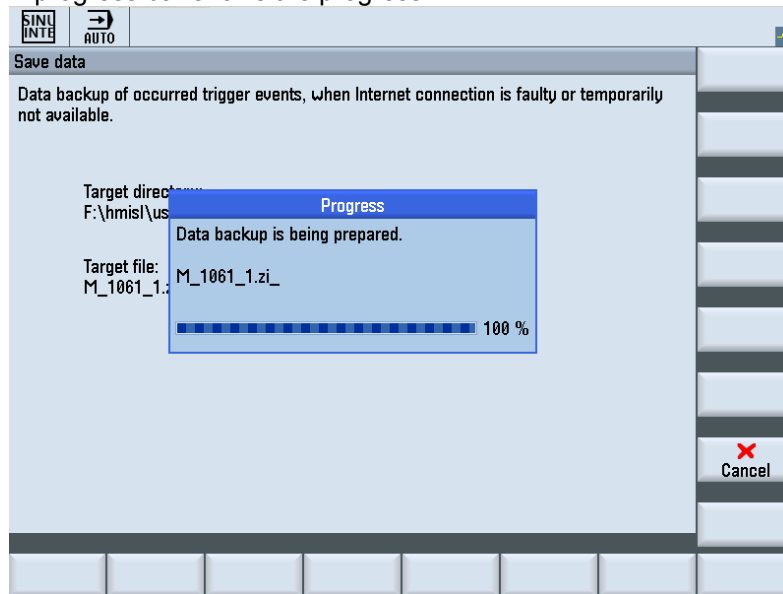 SINU
INTE
AUTO
Save data
Data backup of occurred trigger events, when Internet connection is faulty or temporarily
not available.
Target
F:\hmisl\us
Progress
Data backup is being prepared.
Target file:
M_1061_1.
M_1061_1.zi_
100 %
Cancel